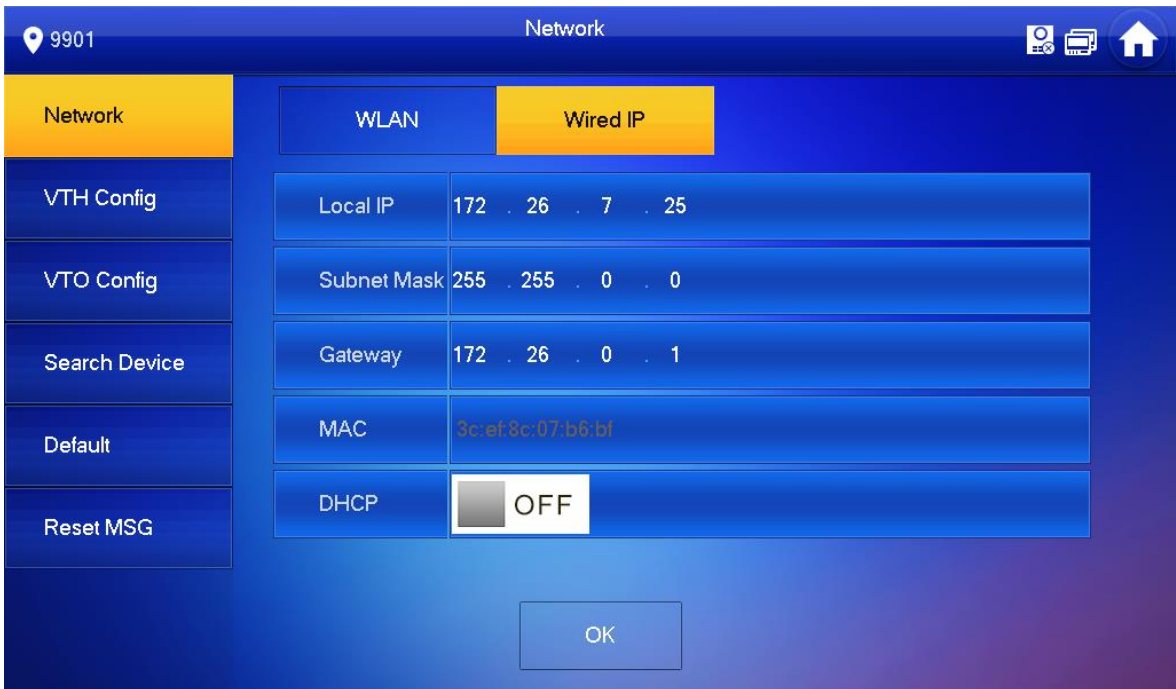 9901
Network
Network
VTH Config
VTO Config
Search Device
Default
Reset MSG
WLAN
Wired IP
Local IP 172 . 26 . 7 . 25
Subnet Mask 255 . 255 . 0 . 0
Gateway 172 . 26 . 0 . 1
MAC 3c:ef:8c:07:b6:bf
DHCP OFF
OK